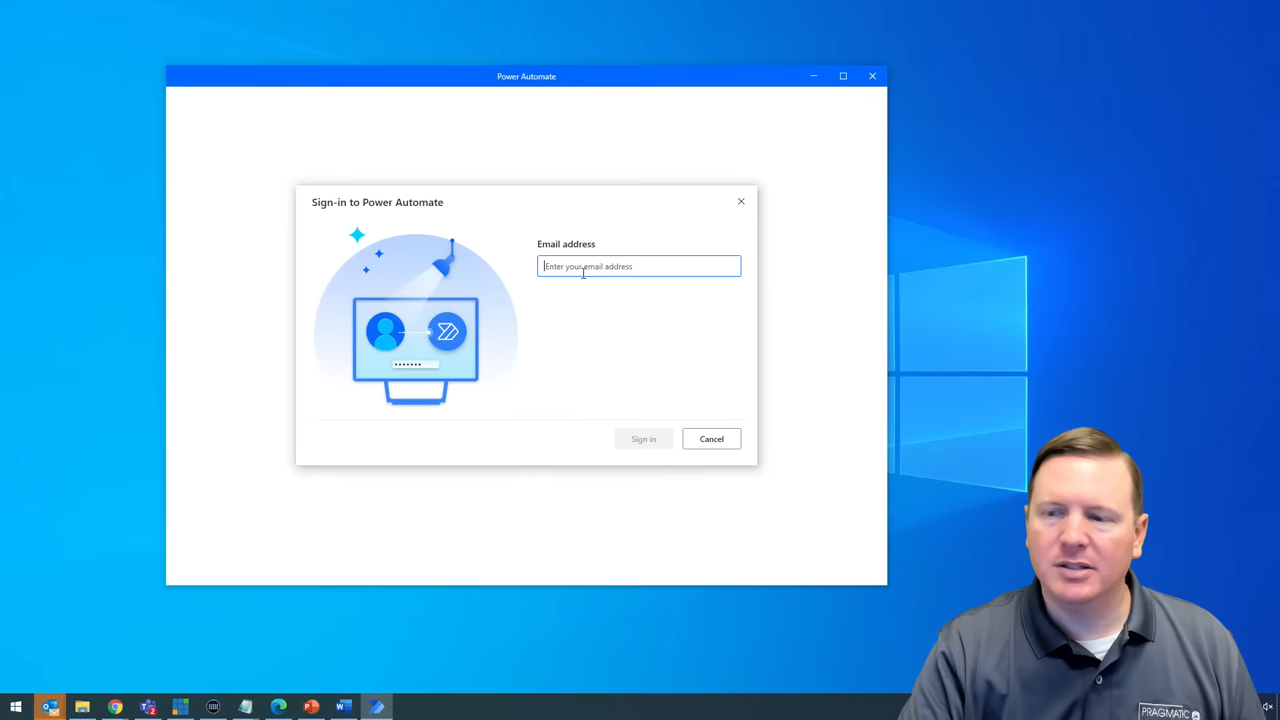 Power Automate
Sign-in to Power Automate
Email address
Enter your email address
Sign in
Cancel
PRAGMATIC